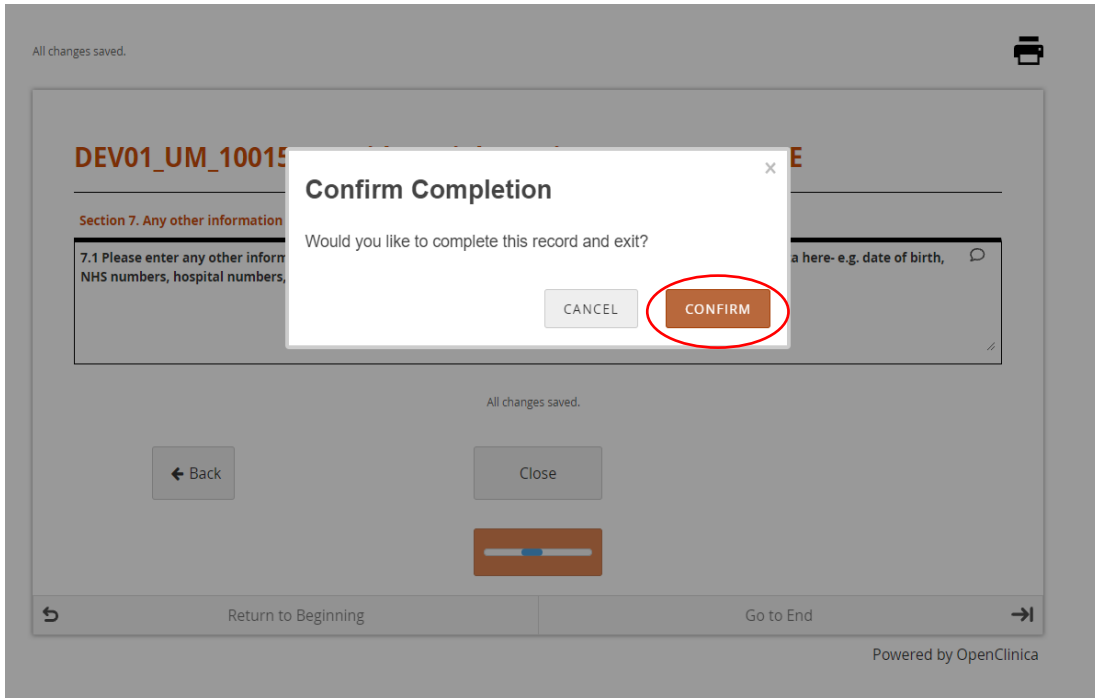 All changes saved.
DEV01_UM_10015
E
×
Confirm Completion
Section 7. Any other information
Would you like to complete this record and exit?
7.1 Please enter any other inform
a here- e.g. date of birth,
NHS numbers, hospital numbers,
CANCEL
CONFIRM
All changes saved.
Back
Close
Return to Beginning
Go to End
Powered by OpenClinica